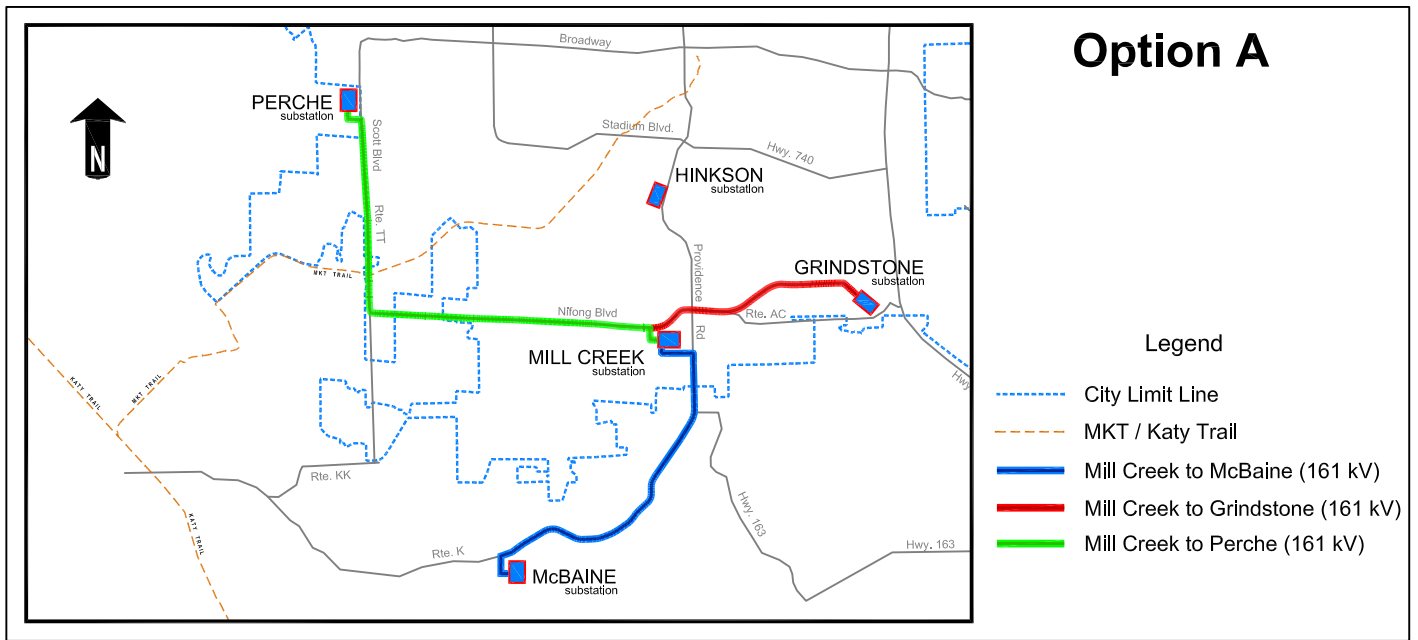 Option A
Broadway
PERCHE
substation
N
Scott Blvd
Rte. TT
Stadium Blvd.
Hwy. 740
HINKSON
substation
MKT TRAIL
Providence
Rd
GRINDSTONE
substation
Nifong Blvd
Rte. AC
MILL CREEK
substation
Hwy
KATY TRAIL
MKT TRAIL
Rte. KK
KATY TRAIL
Rte. K
McBAINE
substation
Hwy. 163
Hwy. 163
Legend
City Limit Line
MKT / Katy Trail
Mill Creek to McBaine (161 kV)
Mill Creek to Grindstone (161 kV)
Mill Creek to Perche (161 kV)